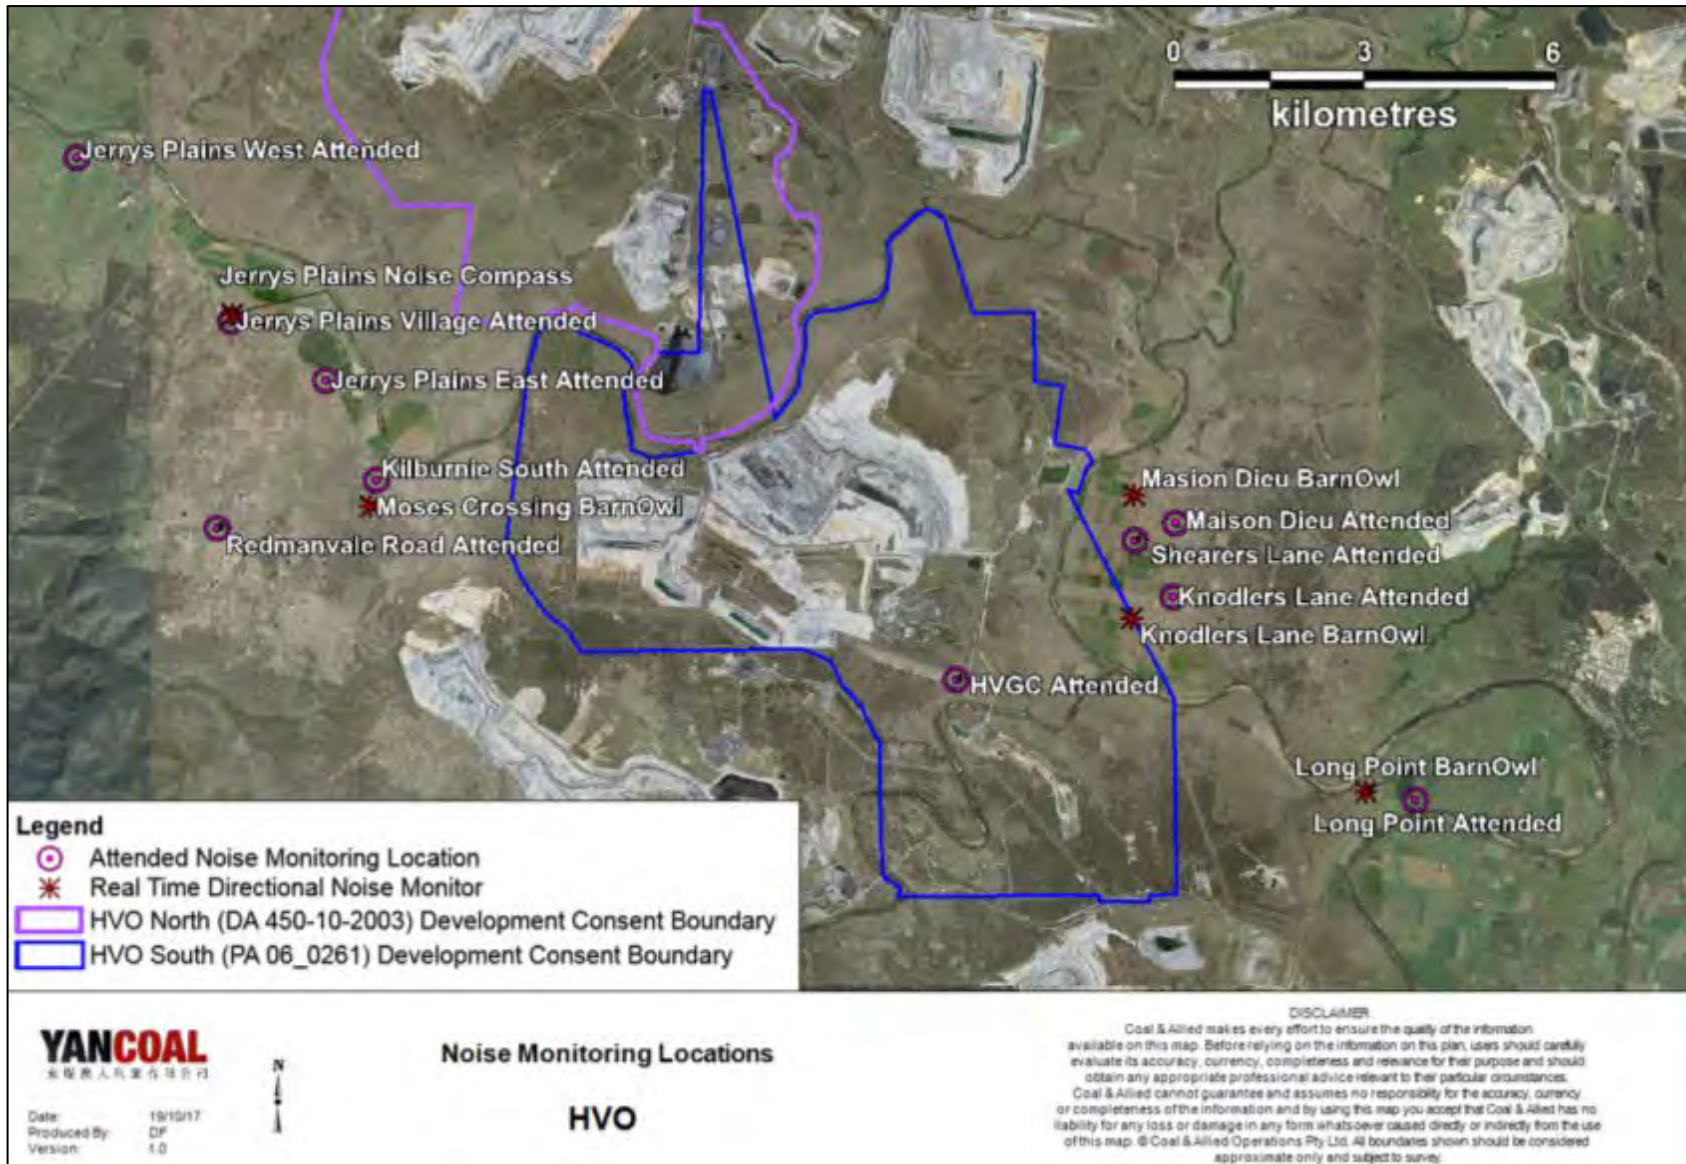 0 3 6
kilometres
Jerrys Plains West Attended
Jerrys Plains Noise Compass
Jerrys Plains Village Attended
Jerrys Plains East Attended
Kilburnie South Attended
Moses Crossing BarnOwl
Redmanvale Road Attended
Masion Dieu BarnOwl
Maison Dieu Attended
Shearers Lane Attended
Knodlers Lane Attended
Knodlers Lane BarnOwl
HVGC Attended
Long Point BarnOwl
Long Point Attended
Legend
Attended Noise Monitoring Location
Real Time Directional Noise Monitor
HVO North (DA 450-10-2003) Development Consent Boundary
HVO South (PA 06_0261) Development Consent Boundary
YANCOAL
Date: 19/10/17
Produced By: DF
Version: 1.0
N
Noise Monitoring Locations
HVO
DISCLAIMER
Coal & Allied makes every effort to ensure the quality of the information
available on this map. Before relying on the information on this plan, users should carefully
evaluate its accuracy, currency, completeness and relevance for their purpose and should
obtain any appropriate professional advice relevant to their particular circumstances.
Coal & Allied cannot guarantee and assumes no responsibility for the accuracy, currency
or completeness of the information and by using this map you accept that Coal & Allied has no
liability for any loss or damage in any form whatsoever caused directly or indirectly from the use
of this map. © Coal & Allied Operations Pty Ltd. All boundaries shown should be considered
approximate only and subject to survey.